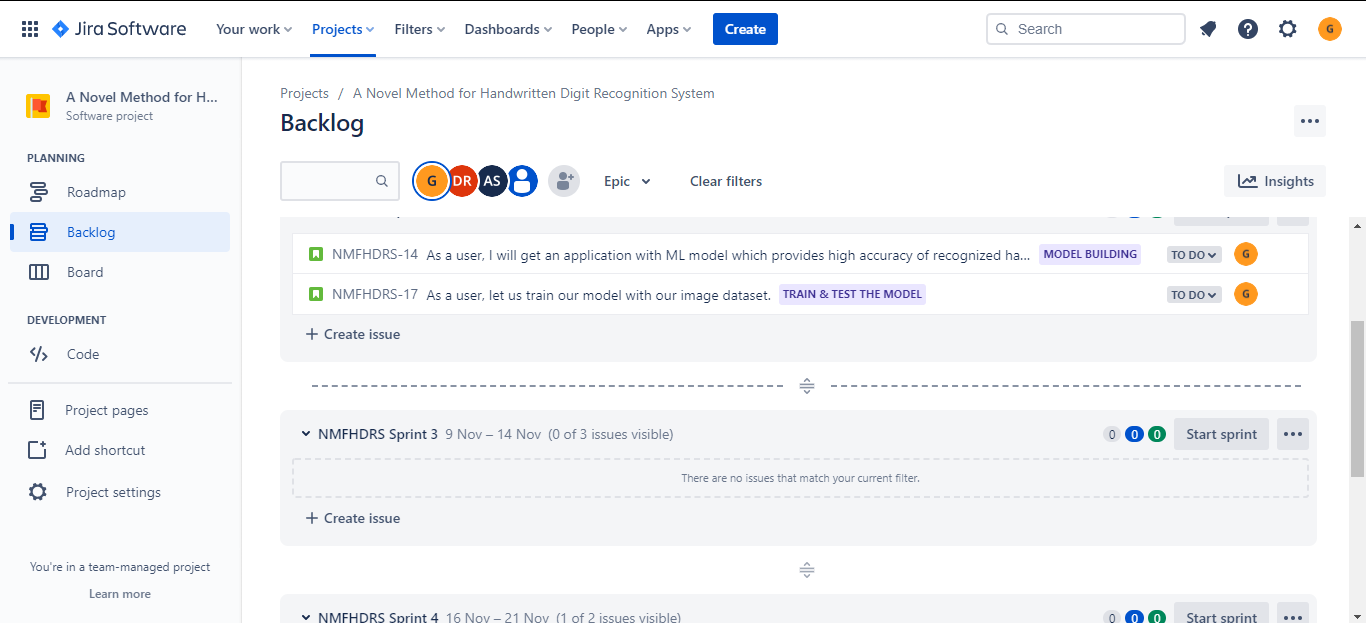 Jira Software Your work Projects Filters Dashboards People Apps Create Search G
A Novel Method for H...
Software project
PLANNING
Roadmap
Backlog
Board
DEVELOPMENT
Code
Project pages
Add shortcut
Project settings
You're in a team-managed project
Learn more
Projects / A Novel Method for Handwritten Digit Recognition System
Backlog
G DR AS Epic Clear filters Insights
NMFHDRS-14 As a user, I will get an application with ML model which provides high accuracy of recognized ha... MODEL BUILDING TO DO G
NMFHDRS-17 As a user, let us train our model with our image dataset. TRAIN & TEST THE MODEL TO DO G
+ Create issue
NMFHDRS Sprint 3 9 Nov – 14 Nov (0 of 3 issues visible) 0 0 0 Start sprint
There are no issues that match your current filter.
+ Create issue
NMFHDRS Sprint 4 16 Nov – 21 Nov (1 of 2 issues visible) 0 0 0 Start sprint